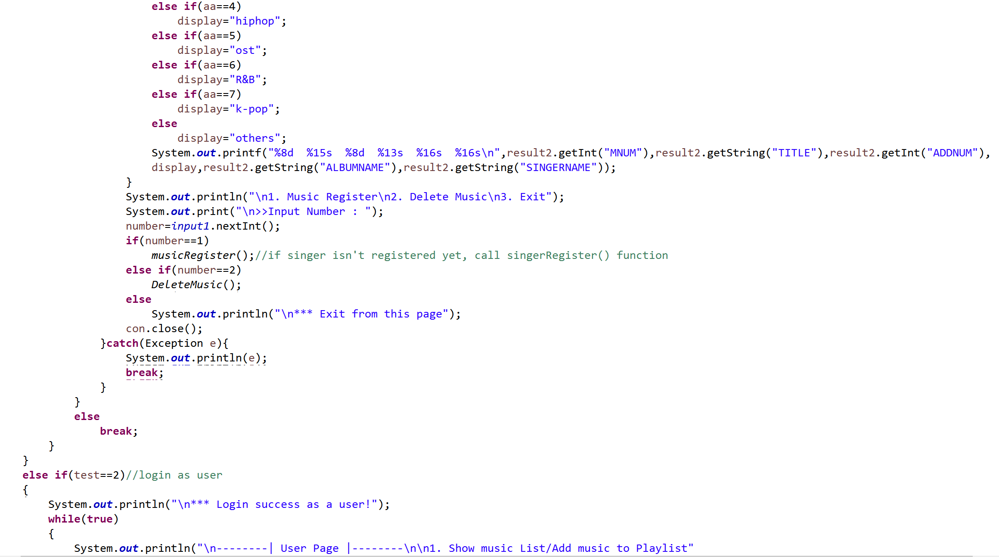 else if(aa==4)
display="hiphop";
else if(aa==5)
display="ost";
else if(aa==6)
display="R&B";
else if(aa==7)
display="k-pop";
else
display="others";
System.out.printf("%8d  %15s  %8d  %13s  %16s  %16s\n",result2.getInt("MNUM"),result2.getString("TITLE"),result2.getInt("ADDNUM"),
display,result2.getString("ALBUMNAME"),result2.getString("SINGERNAME"));
}
System.out.println("\n1. Music Register\n2. Delete Music\n3. Exit");
System.out.print("\n>>Input Number : ");
number=input1.nextInt();
if(number==1)
musicRegister();//if singer isn't registered yet, call singerRegister() function
else if(number==2)
DeleteMusic();
else
System.out.println("\n*** Exit from this page");
con.close();
}catch(Exception e){
System.out.println(e);
break;
}
}
else
break;
}
}
else if(test==2)//login as user
{
System.out.println("\n*** Login success as a user!");
while(true)
{
System.out.println("\n--------| User Page |--------\n\n1. Show music List/Add music to Playlist"